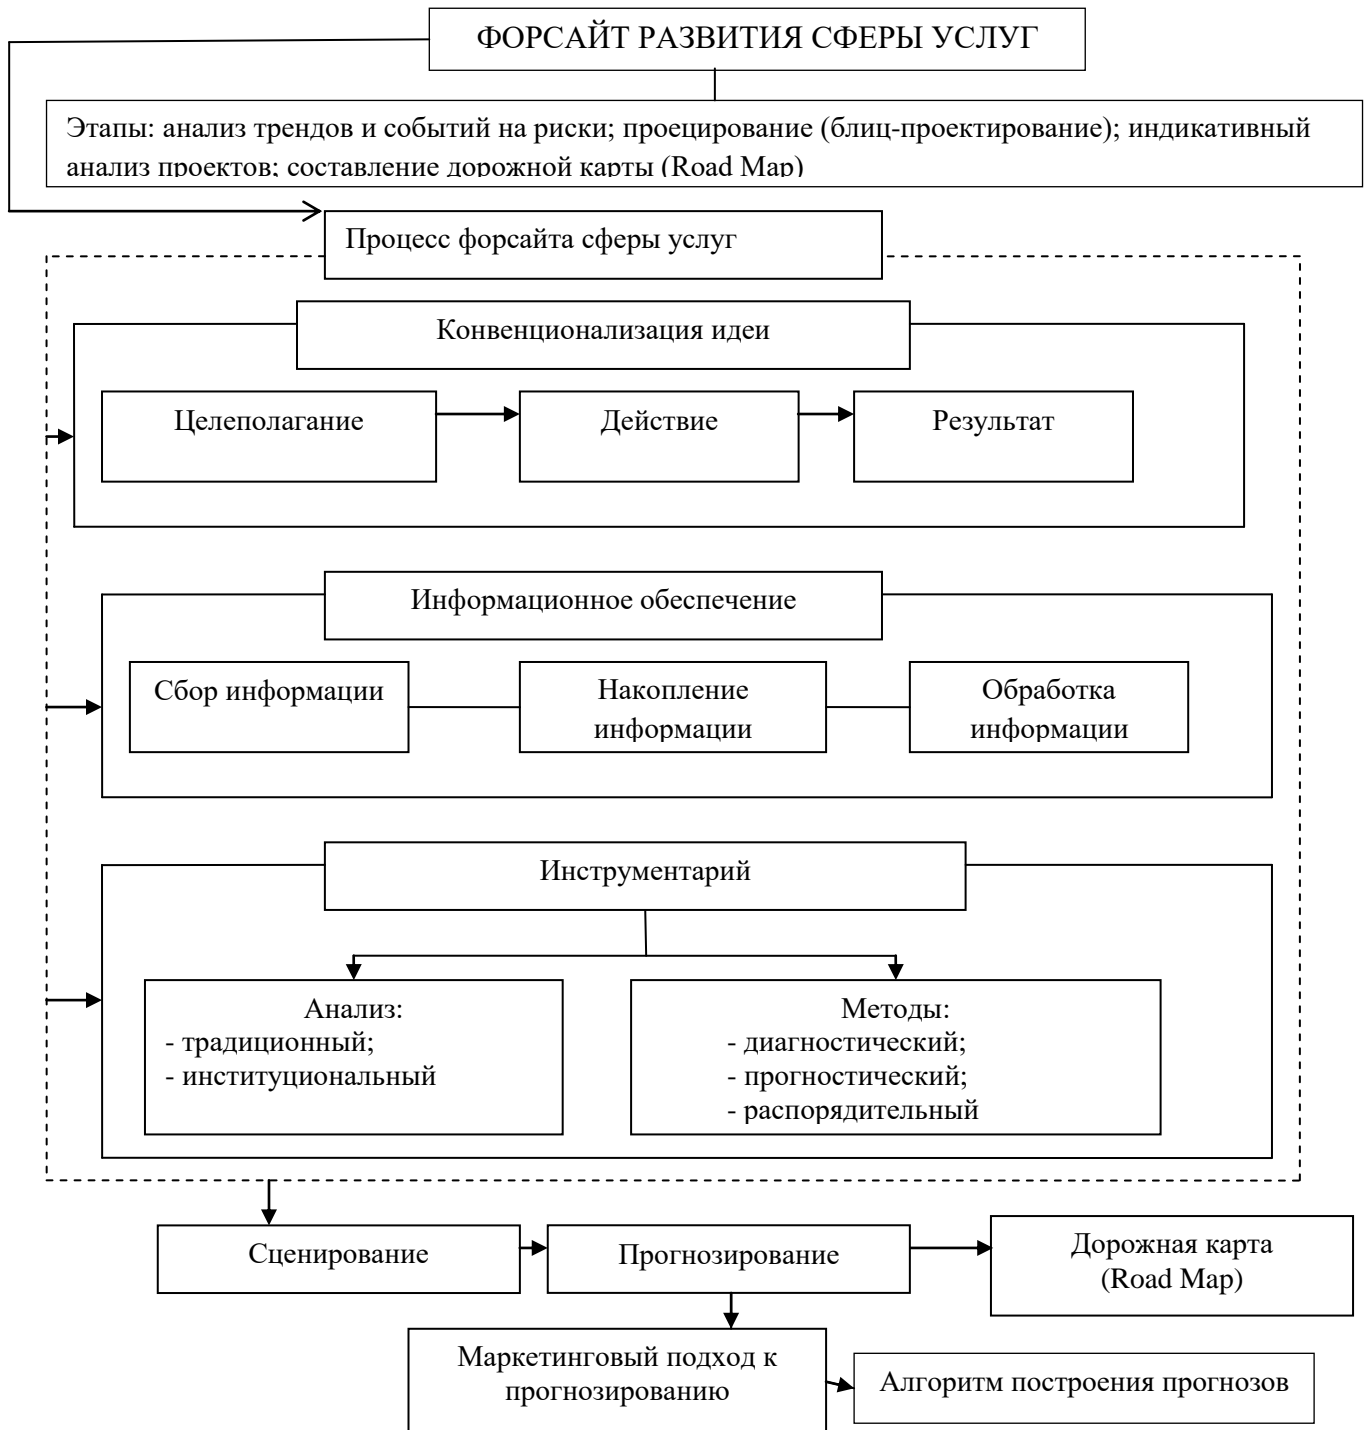 ФОРСАЙТ РАЗВИТИЯ СФЕРЫ УСЛУГ
Этапы: анализ трендов и событий на риски; проецирование (блиц-проектирование); индикативный
анализ проектов; составление дорожной карты (Road Map)
Процесс форсайта сферы услуг
Конвенционализация идеи
Целеполагание
Действие
Результат
Информационное обеспечение
Сбор информации
Накопление
информации
Обработка
информации
Инструментарий
Анализ:
- традиционный;
- институциональный
Методы:
- диагностический;
- прогностический;
- распорядительный
Сценирование
Прогнозирование
Дорожная карта
(Road Map)
Маркетинговый подход к
прогнозированию
Алгоритм построения прогнозов